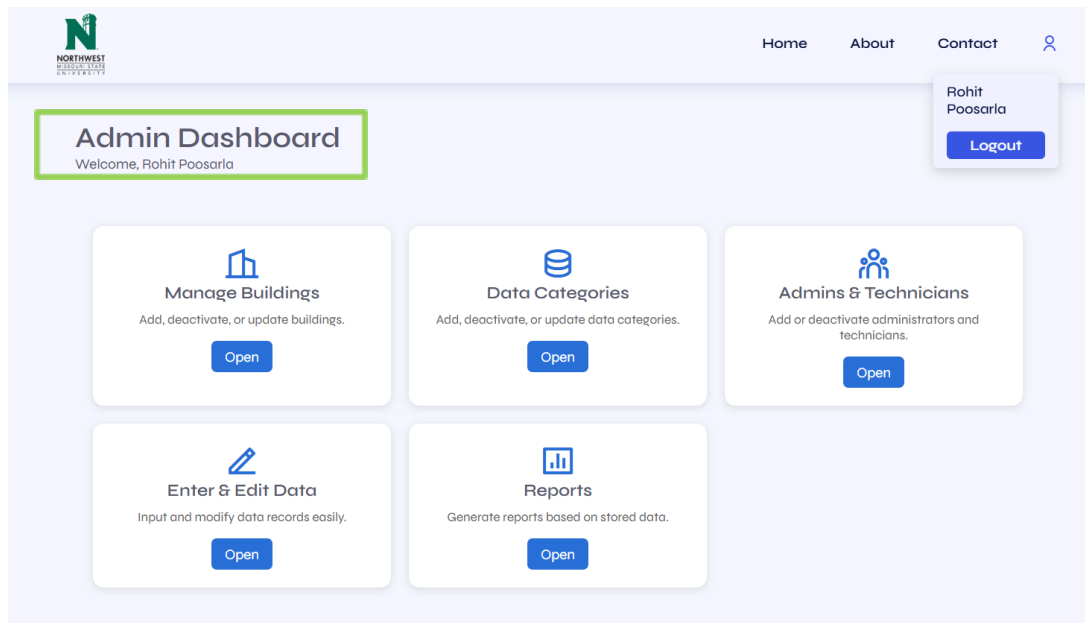 NORTHWEST
MISSOURI STATE
UNIVERSITY
Home
About
Contact
Rohit
Poosarla
Logout
Admin Dashboard
Welcome, Rohit Poosarla
Manage Buildings
Add, deactivate, or update buildings.
Open
Data Categories
Add, deactivate, or update data categories.
Open
Admins & Technicians
Add or deactivate administrators and
technicians.
Open
Enter & Edit Data
Input and modify data records easily.
Open
Reports
Generate reports based on stored data.
Open